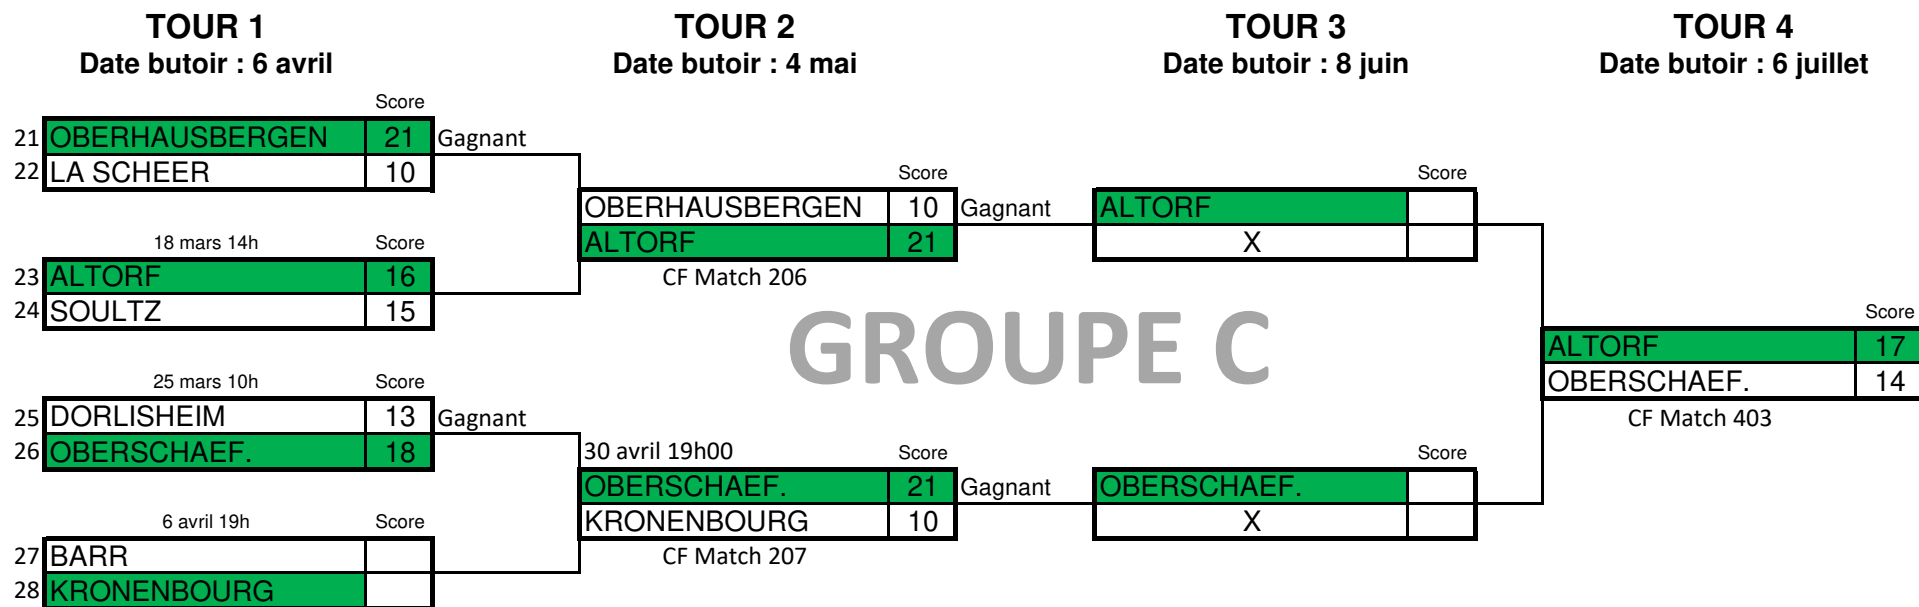 TOUR 1 TOUR 2 TOUR 3 TOUR 4
Date butoir : 6 avril Date butoir : 4 mai Date butoir : 8 juin Date butoir : 6 juillet
Score
21 OBERHAUSBERGEN 21 Gagnant
22 LA SCHEER 10
Score Score
OBERHAUSBERGEN 10 Gagnant ALTORF
18 mars 14h Score
ALTORF 21 X
23 ALTORF 16
CF Match 206
24 SOULTZ 15
GROUPE C
Score
ALTORF 17
25 mars 10h Score
OBERSCHAEF. 14
25 DORLISHEIM 13 Gagnant
CF Match 403
26 OBERSCHAEF. 18
30 avril 19h00 Score Score
OBERSCHAEF. 21 Gagnant OBERSCHAEF.
6 avril 19h Score
KRONENBOURG 10 X
27 BARR
CF Match 207
28 KRONENBOURG